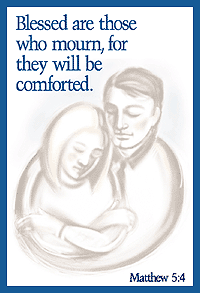 Blessed are those
who mourn, for
they will be
comforted.
Matthew 5:4